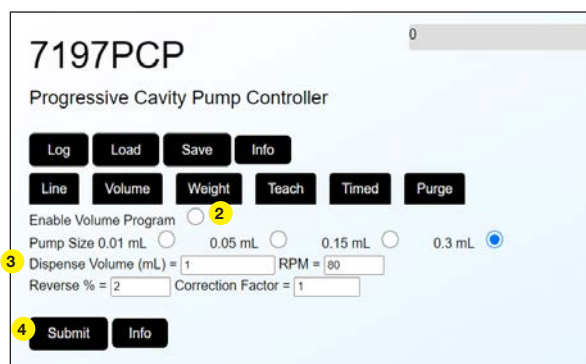 0
7197PCP
Progressive Cavity Pump Controller
Log Load Save Info
Line Volume Weight Teach Timed Purge
Enable Volume Program 2
Pump Size 0.01 mL 0.05 mL 0.15 mL 0.3 mL
3 Dispense Volume (mL) = 1 RPM = 80
Reverse % = 2 Correction Factor = 1
4 Submit Info